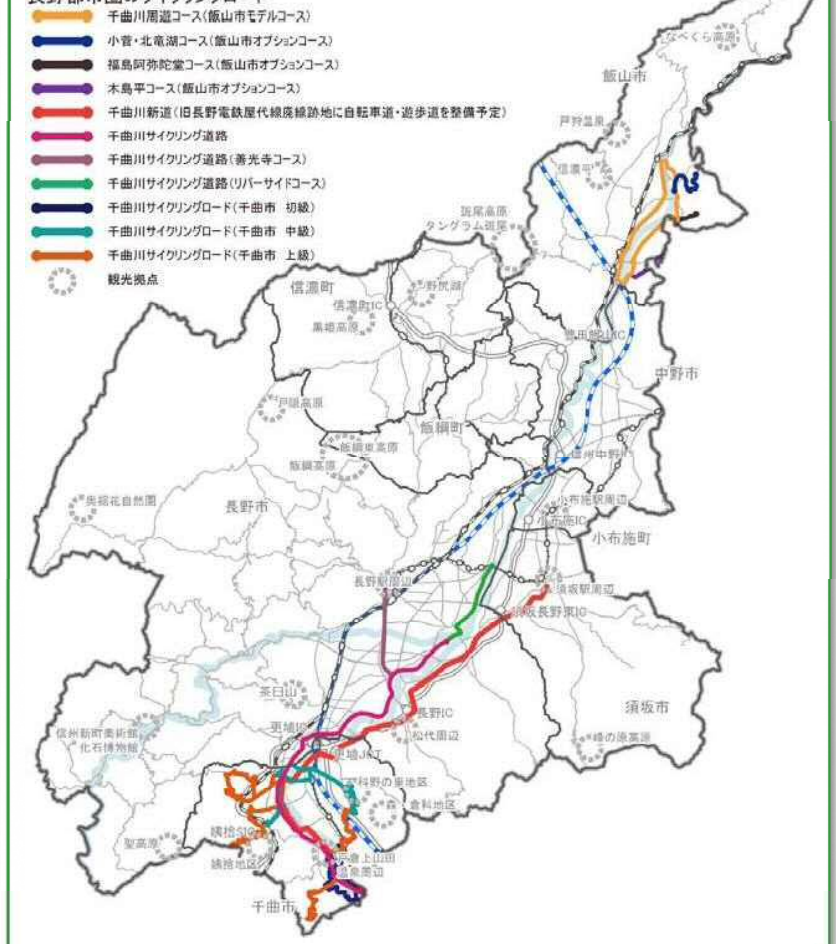 長野都市圏のサイクリングロード
千曲川周遊コース(飯山市モデルコース)
小菅・北竜湖コース(飯山市オプションコース)
福島阿弥陀堂コース(飯山市オプションコース)
木島平コース(飯山市オプションコース)
千曲川新道(旧長野電鉄屋代線廃線跡地に自転車道・遊歩道を整備予定)
千曲川サイクリング道路
千曲川サイクリング道路(善光寺コース)
千曲川サイクリング道路(リバーサイドコース)
千曲川サイクリングロード(千曲市 初級)
千曲川サイクリングロード(千曲市 中級)
千曲川サイクリングロード(千曲市 上級)
観光拠点
なべくら高原
飯山市
戸狩温泉
信濃平
斑尾高原
タングラム斑尾
信濃町
野尻湖
信濃町IC
黒姫高原
豊田飯山IC
中野市
戸隠高原
飯綱町
飯綱東高原
飯綱高原
信州中野IC
奥裾花自然園
長野市
小布施駅周辺
小布施IC
小布施町
長野駅周辺
須坂駅周辺
須坂長野東IC
茶臼山
須坂市
長野IC
松代周辺
信州新町美術館
化石博物館
更埴IC
峰の原高原
更埴JCT
更科野の東地区
森・倉科地区
姨捨SIC
聖高原
姨捨地区
戸倉上山田
温泉周辺
千曲市